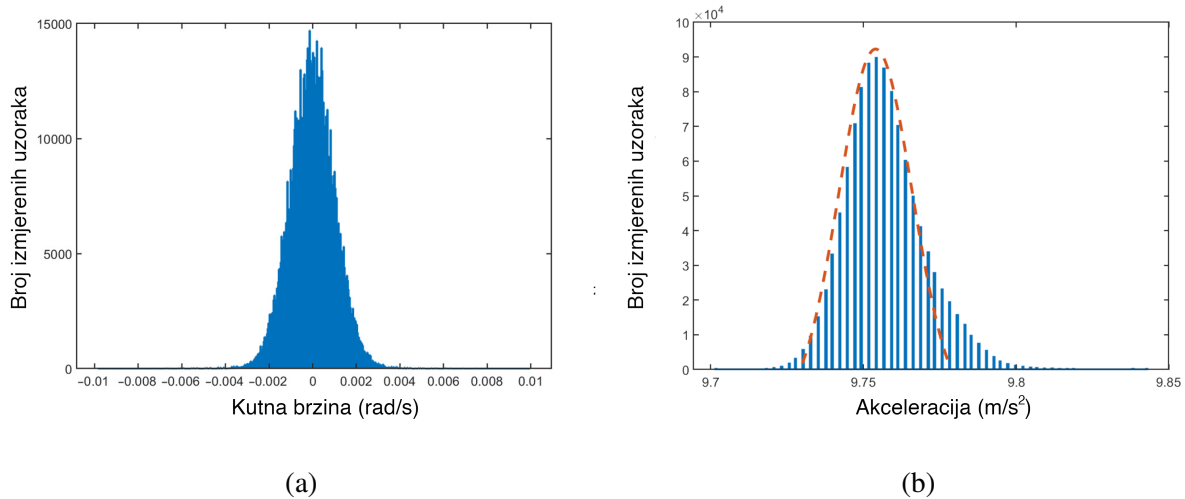 15000
10000
5000
0
−0.01 −0.008 −0.006 −0.004 −0.002 0 0.002 0.004 0.006 0.008 0.01
Broj izmjerenih uzoraka
Kutna brzina (rad/s)
(a)
×10⁴
10
9
8
7
6
5
4
3
2
1
0
9.7 9.75 9.8 9.85
Broj izmjerenih uzoraka
Akceleracija (m/s²)
(b)